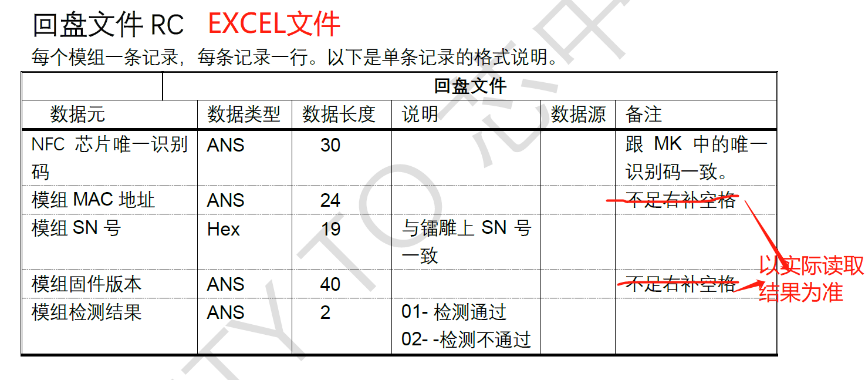 回盘文件 RC EXCEL文件
每个模组一条记录，每条记录一行。以下是单条记录的格式说明。
回盘文件
数据元 数据类型 数据长度 说明 数据源 备注
NFC 芯片唯一识别码 ANS 30 跟 MK 中的唯一识别码一致。
模组 MAC 地址 ANS 24 不足右补空格
模组 SN 号 Hex 19 与镭雕上 SN 号一致
模组固件版本 ANS 40 不足右补空格
以实际读取
结果为准
模组检测结果 ANS 2 01- 检测通过
02- -检测不通过
ITY TO 芯中